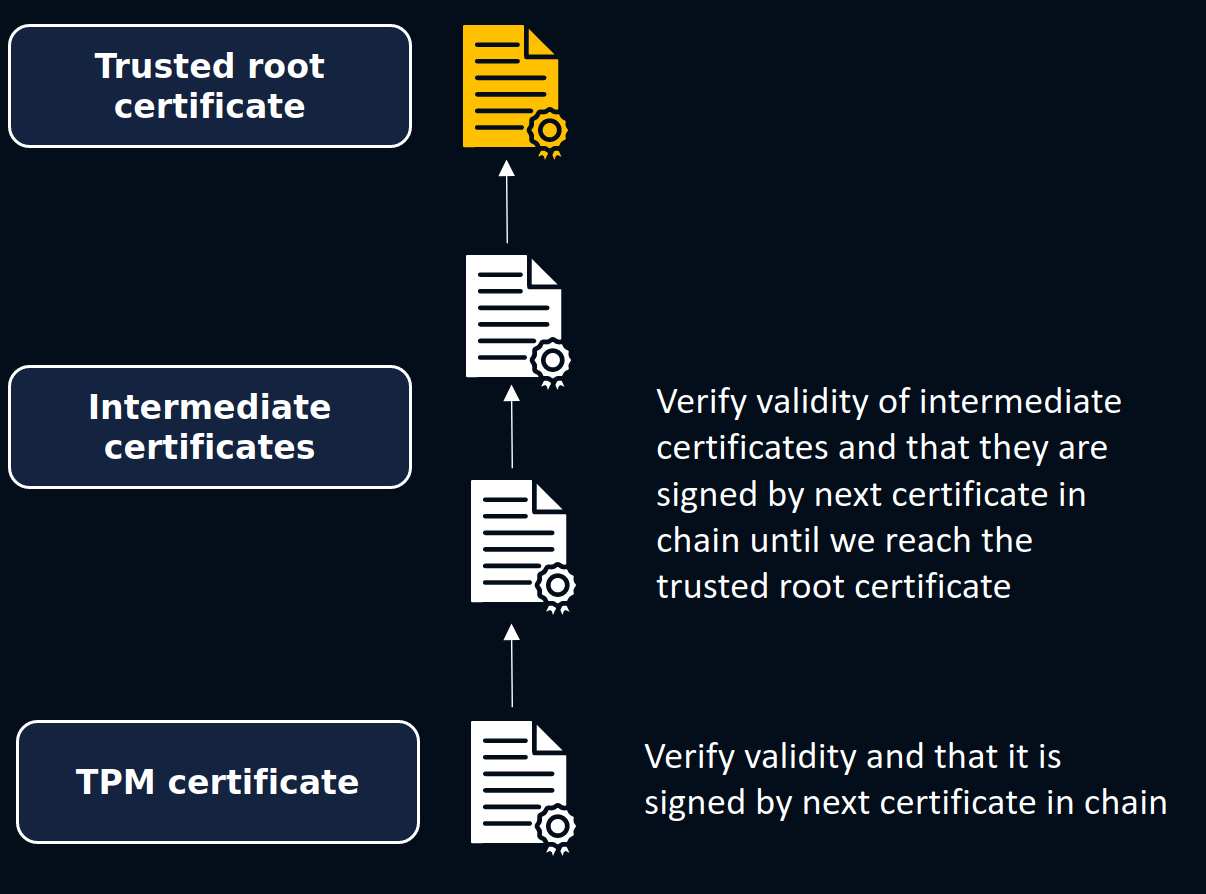 Trusted root
certificate
Intermediate
certificates
Verify validity of intermediate
certificates and that they are
signed by next certificate in
chain until we reach the
trusted root certificate
TPM certificate
Verify validity and that it is
signed by next certificate in chain